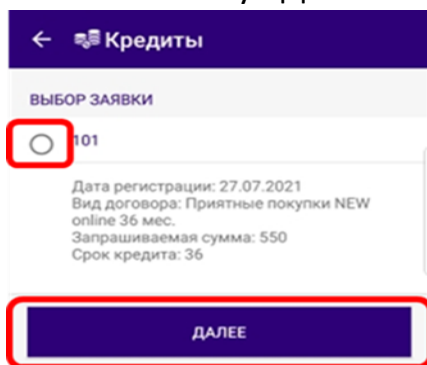 Кредиты
ВЫБОР ЗАЯВКИ
101
Дата регистрации: 27.07.2021
Вид договора: Приятные покупки NEW
online 36 мес.
Запрашиваемая сумма: 550
Срок кредита: 36
ДАЛЕЕ